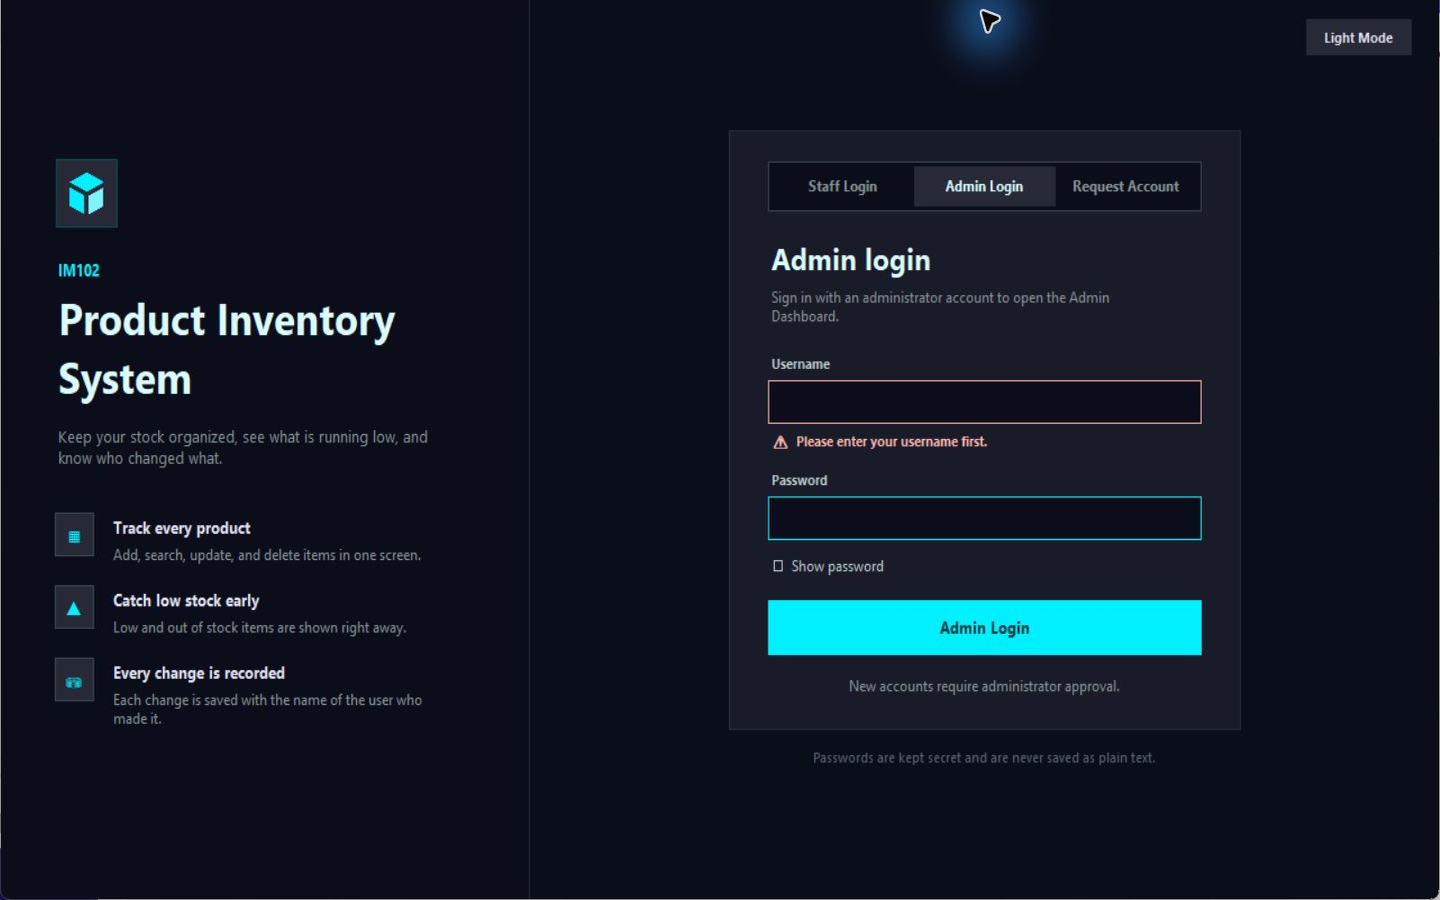 Light Mode
IM102
Product Inventory
System
Keep your stock organized, see what is running low, and
know who changed what.
Track every product
Add, search, update, and delete items in one screen.
Catch low stock early
Low and out of stock items are shown right away.
Every change is recorded
Each change is saved with the name of the user who
made it.
Staff Login
Admin Login
Request Account
Admin login
Sign in with an administrator account to open the Admin
Dashboard.
Username
Please enter your username first.
Password
Show password
Admin Login
New accounts require administrator approval.
Passwords are kept secret and are never saved as plain text.